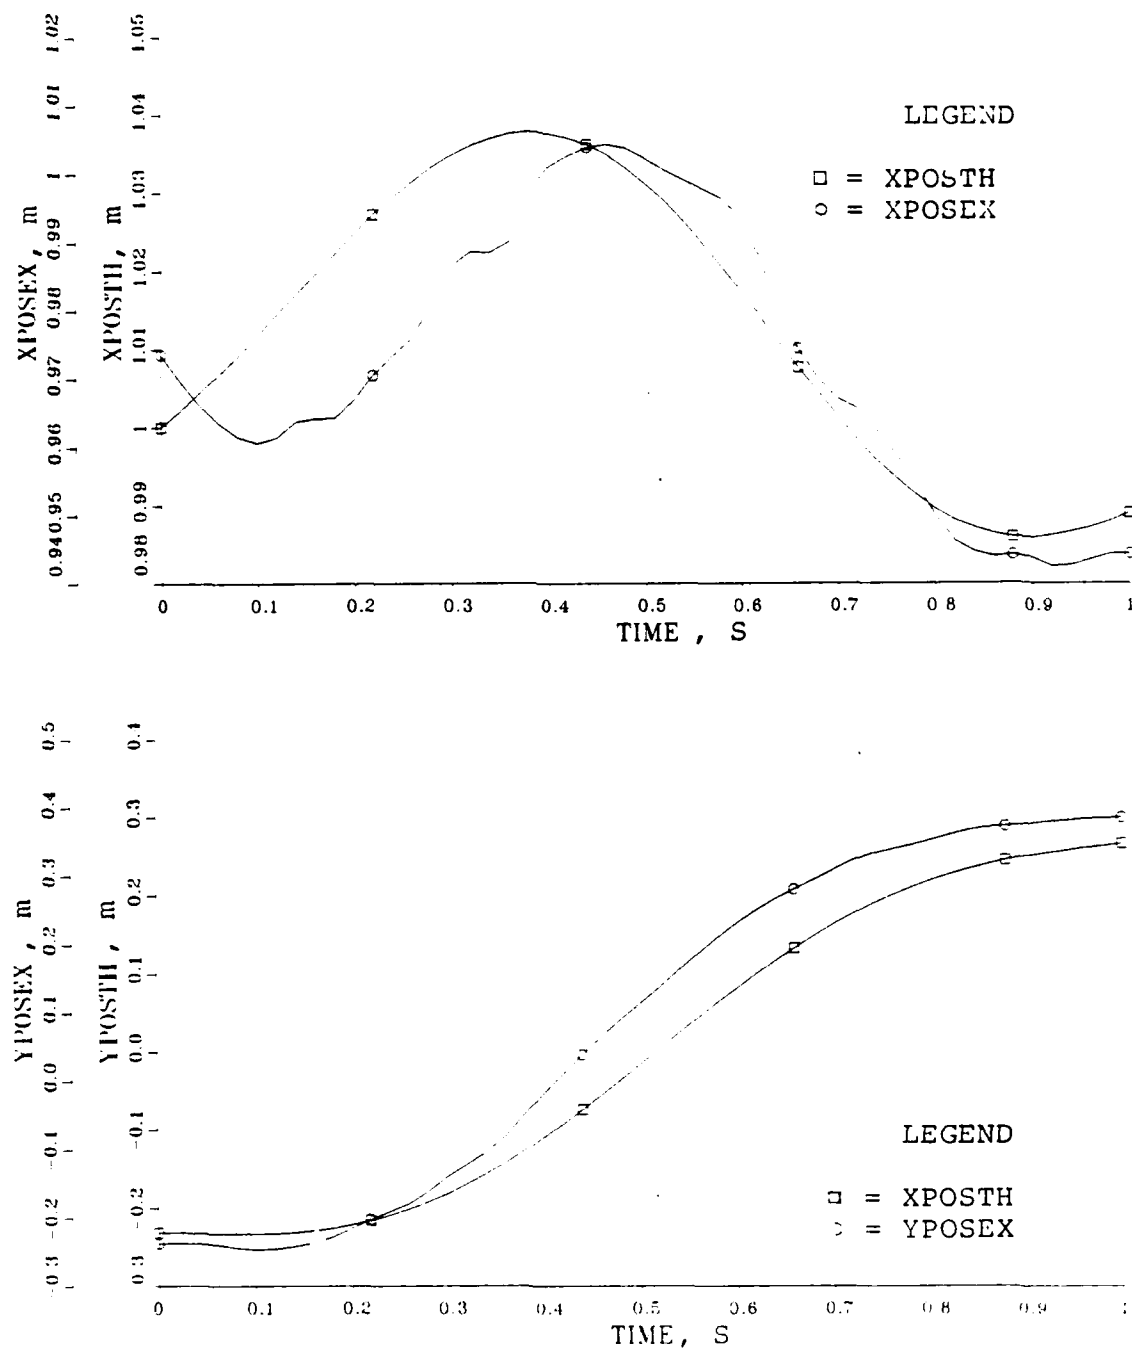 1.02
1.01
1
0.99
0.98
0.97
0.96
0.95
0.94
XPOSEX, m
1.05
1.04
1.03
1.02
1.01
1
0.99
0.98
XPOSTH, m
LEGEND
□ = XPOSTH
○ = XPOSEX
0 0.1 0.2 0.3 0.4 0.5 0.6 0.7 0.8 0.9 1
TIME , S
0.5
0.4
0.3
0.2
0.1
0.0
-0.1
-0.2
-0.3
YPOSEX , m
0.4
0.3
0.2
0.1
0.0
-0.1
-0.2
-0.3
YPOSTH , m
LEGEND
□ = XPOSTH
○ = YPOSEX
0 0.1 0.2 0.3 0.4 0.5 0.6 0.7 0.8 0.9 1
TIME, S